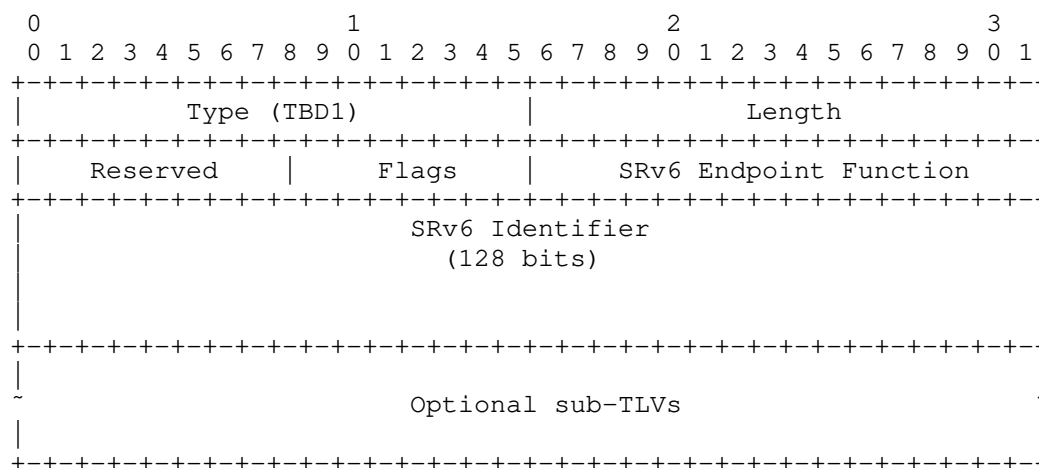 0                   1                   2                   3
0 1 2 3 4 5 6 7 8 9 0 1 2 3 4 5 6 7 8 9 0 1 2 3 4 5 6 7 8 9 0 1
+-+-+-+-+-+-+-+-+-+-+-+-+-+-+-+-+-+-+-+-+-+-+-+-+-+-+-+-+-+-+-+-
|          Type (TBD1)          |             Length
+-+-+-+-+-+-+-+-+-+-+-+-+-+-+-+-+-+-+-+-+-+-+-+-+-+-+-+-+-+-+-+-
|    Reserved   |     Flags     |     SRv6 Endpoint Function
+-+-+-+-+-+-+-+-+-+-+-+-+-+-+-+-+-+-+-+-+-+-+-+-+-+-+-+-+-+-+-+-
|                        SRv6 Identifier
|                          (128 bits)
|
|
+-+-+-+-+-+-+-+-+-+-+-+-+-+-+-+-+-+-+-+-+-+-+-+-+-+-+-+-+-+-+-+-
|
~                        Optional sub-TLVs
|
+-+-+-+-+-+-+-+-+-+-+-+-+-+-+-+-+-+-+-+-+-+-+-+-+-+-+-+-+-+-+-+-